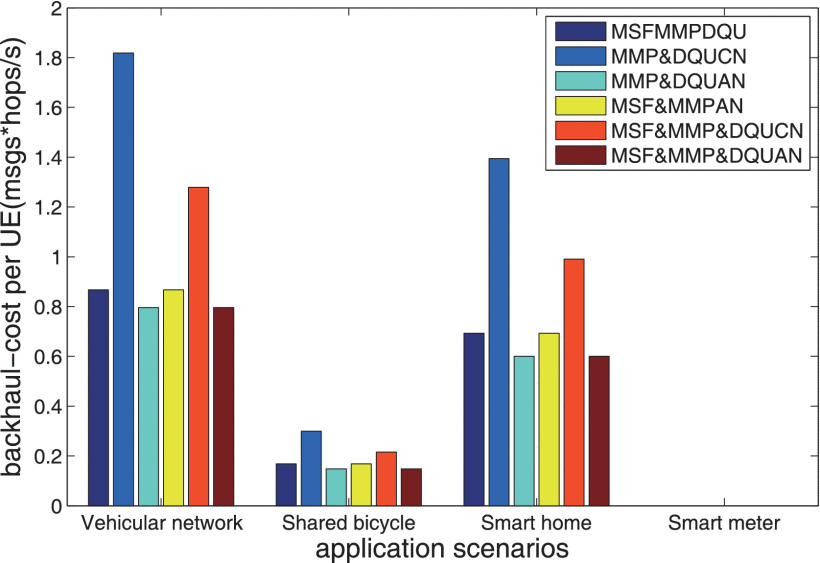 2
1.8
1.6
1.4
1.2
1
0.8
0.6
0.4
0.2
0
backhaul−cost per UE(msgs*hops/s)
MSFMMPDQU
MMP&DQUCN
MMP&DQUAN
MSF&MMPAN
MSF&MMP&DQUCN
MSF&MMP&DQUAN
Vehicular network Shared bicycle Smart home Smart meter
application scenarios